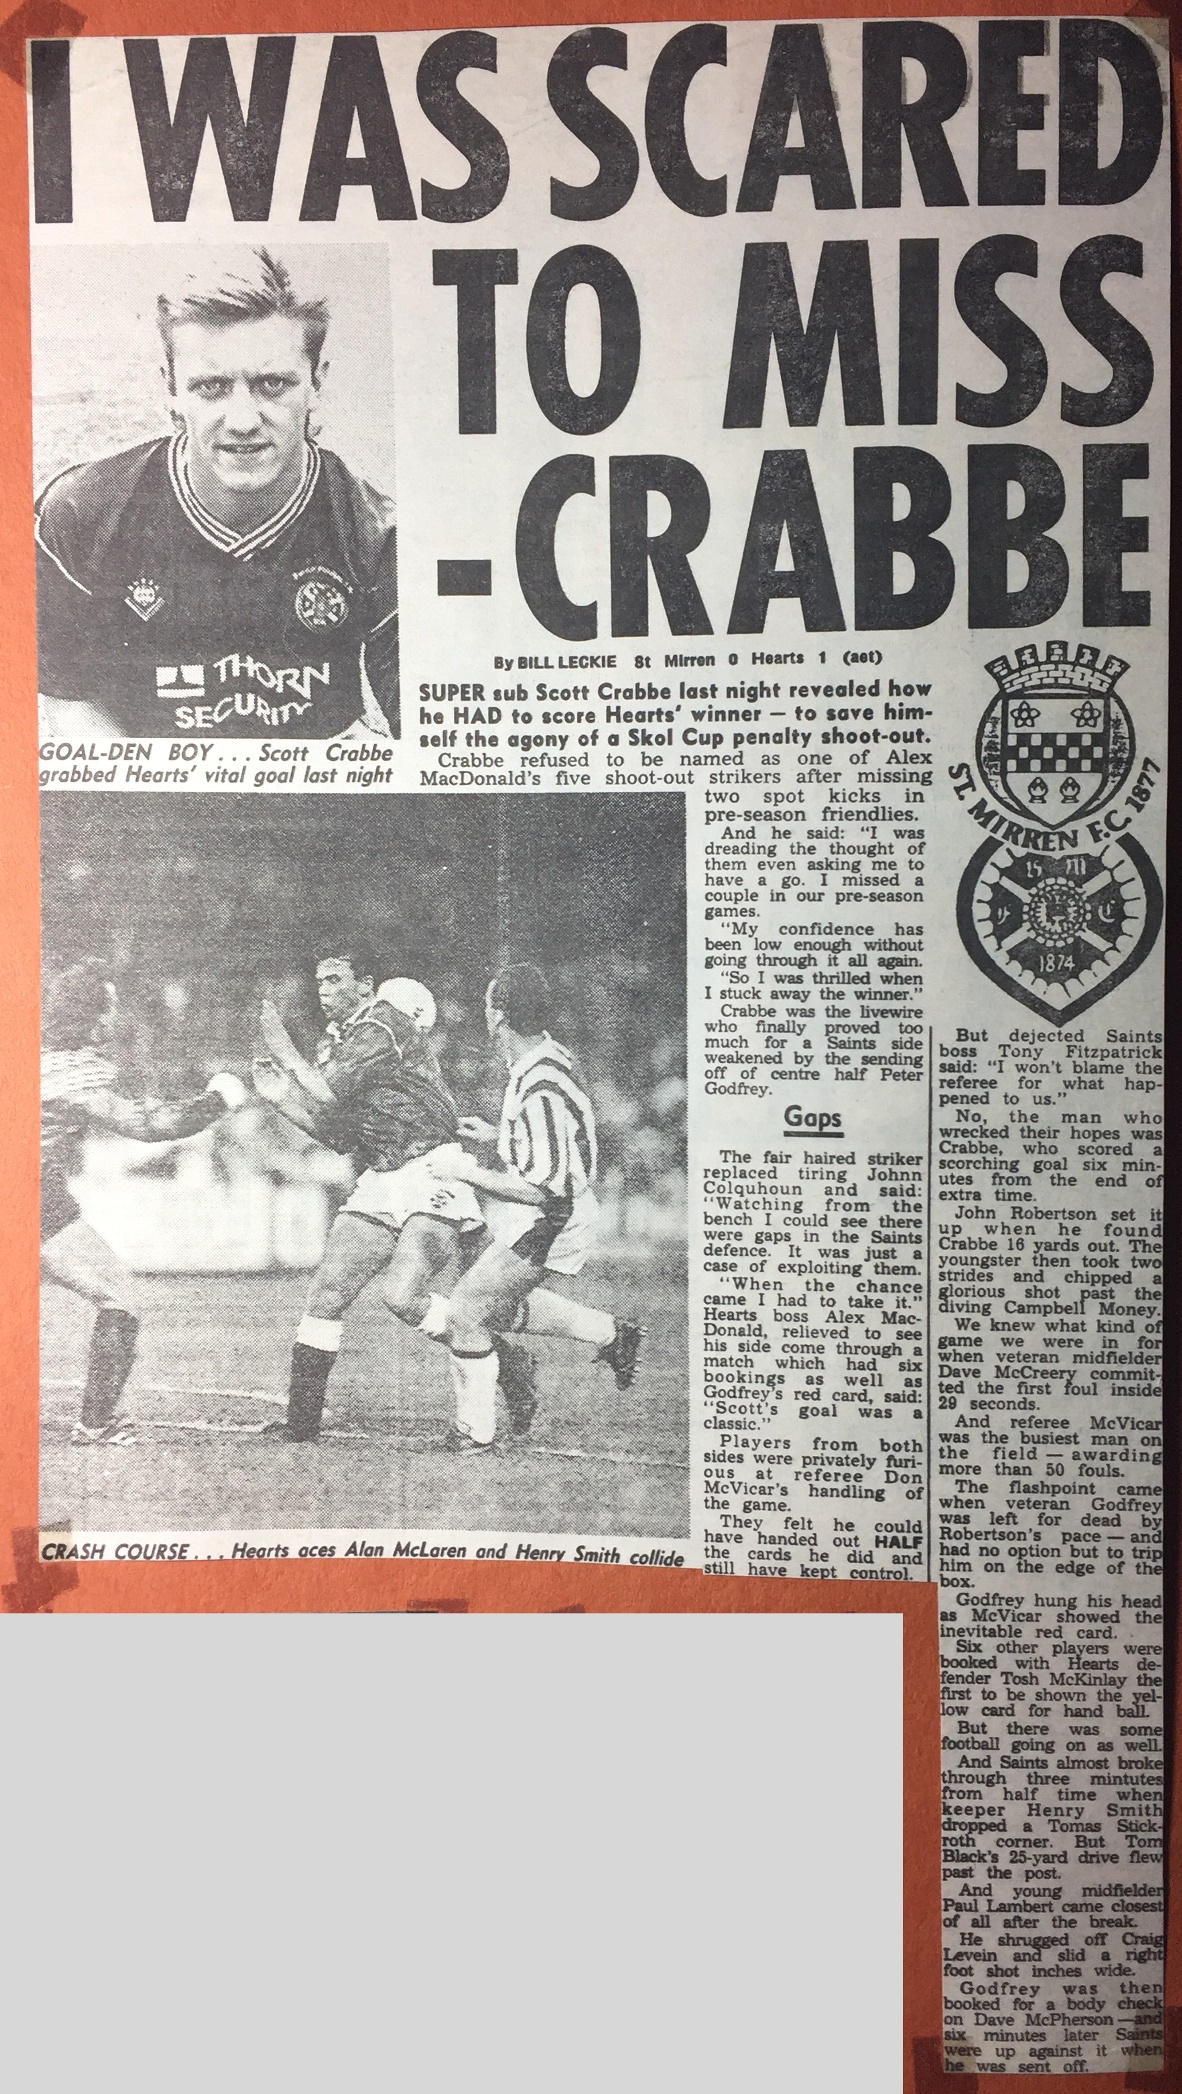 I WAS SCARED
TO MISS
-CRABBE
THORN
SECURITY
GOAL-DEN BOY . . . Scott Crabbe
grabbed Hearts' vital goal last night
By BILL LECKIE St Mirren 0 Hearts 1 (aet)
SUPER sub Scott Crabbe last night revealed how
he HAD to score Hearts' winner — to save him-
self the agony of a Skol Cup penalty shoot-out.
Crabbe refused to be named as one of Alex
MacDonald's five shoot-out strikers after missing
two spot kicks in
pre-season friendlies.
And he said: "I was
dreading the thought of
them even asking me to
have a go. I missed a
couple in our pre-season
games.
"My confidence has
been low enough without
going through it all again.
"So I was thrilled when
I stuck away the winner."
Crabbe was the livewire
who finally proved too
much for a Saints side
weakened by the sending
off of centre half Peter
Godfrey.
Gaps
The fair haired striker
replaced tiring Johnn
Colquhoun and said:
"Watching from the
bench I could see there
were gaps in the Saints
defence. It was just a
case of exploiting them.
"When the chance
came I had to take it."
Hearts boss Alex Mac-
Donald, relieved to see
his side come through a
match which had six
bookings as well as
Godfrey's red card, said:
"Scott's goal was a
classic."
Players from both
sides were privately furi-
ous at referee Don
McVicar's handling of
the game.
They felt he could
have handed out HALF
the cards he did and
still have kept control.
CRASH COURSE . . . Hearts aces Alan McLaren and Henry Smith collide
ST. MIRREN F.C. 1877
1874
But dejected Saints
boss Tony Fitzpatrick
said: "I won't blame the
referee for what hap-
pened to us."
No, the man who
wrecked their hopes was
Crabbe, who scored a
scorching goal six min-
utes from the end of
extra time.
John Robertson set it
up when he found
Crabbe 16 yards out. The
youngster then took two
strides and chipped a
glorious shot past the
diving Campbell Money.
We knew what kind of
game we were in for
when veteran midfielder
Dave McCreery commit-
ted the first foul inside
29 seconds.
And referee McVicar
was the busiest man on
the field — awarding
more than 50 fouls.
The flashpoint came
when veteran Godfrey
was left for dead by
Robertson's pace — and
had no option but to trip
him on the edge of the
box.
Godfrey hung his head
as McVicar showed the
inevitable red card.
Six other players were
booked with Hearts de-
fender Tosh McKinlay the
first to be shown the yel-
low card for hand ball.
But there was some
football going on as well.
And Saints almost broke
through three mintutes
from half time when
keeper Henry Smith
dropped a Tomas Stick-
roth corner. But Tom
Black's 25-yard drive flew
past the post.
And young midfielder
Paul Lambert came closest
of all after the break.
He shrugged off Craig
Levein and slid a right
foot shot inches wide.
Godfrey was then
booked for a body check
on Dave McPherson — and
six minutes later Saints
were up against it when
he was sent off.